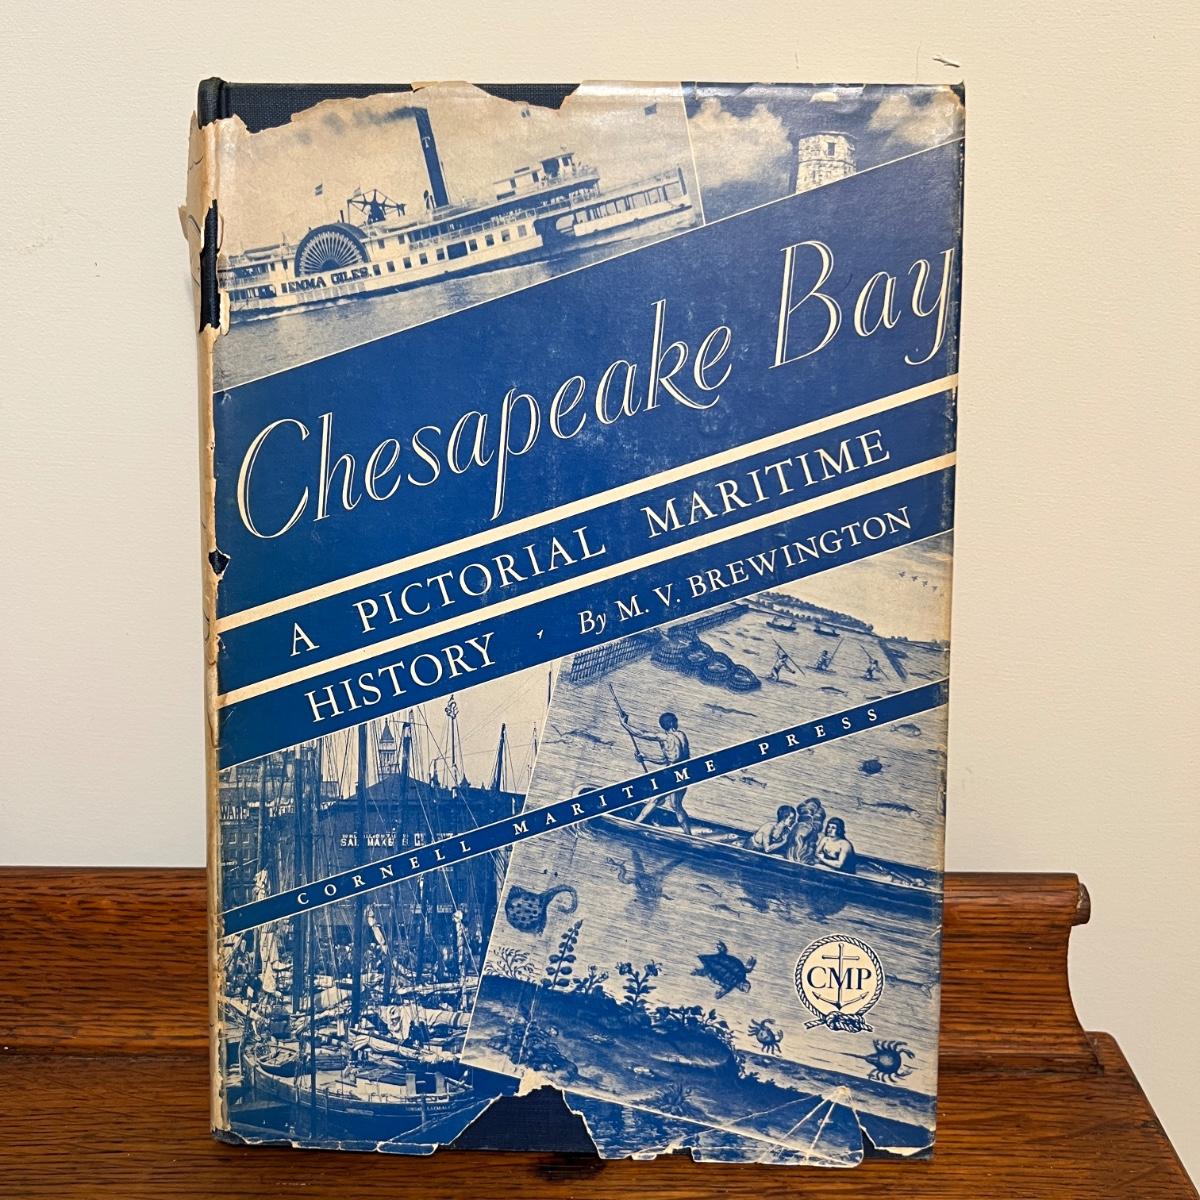 T
EMMA GILES
Chesapeake Bay
A PICTORIAL MARITIME
HISTORY · By M. V. BREWINGTON
CORNELL MARITIME PRESS
CMP